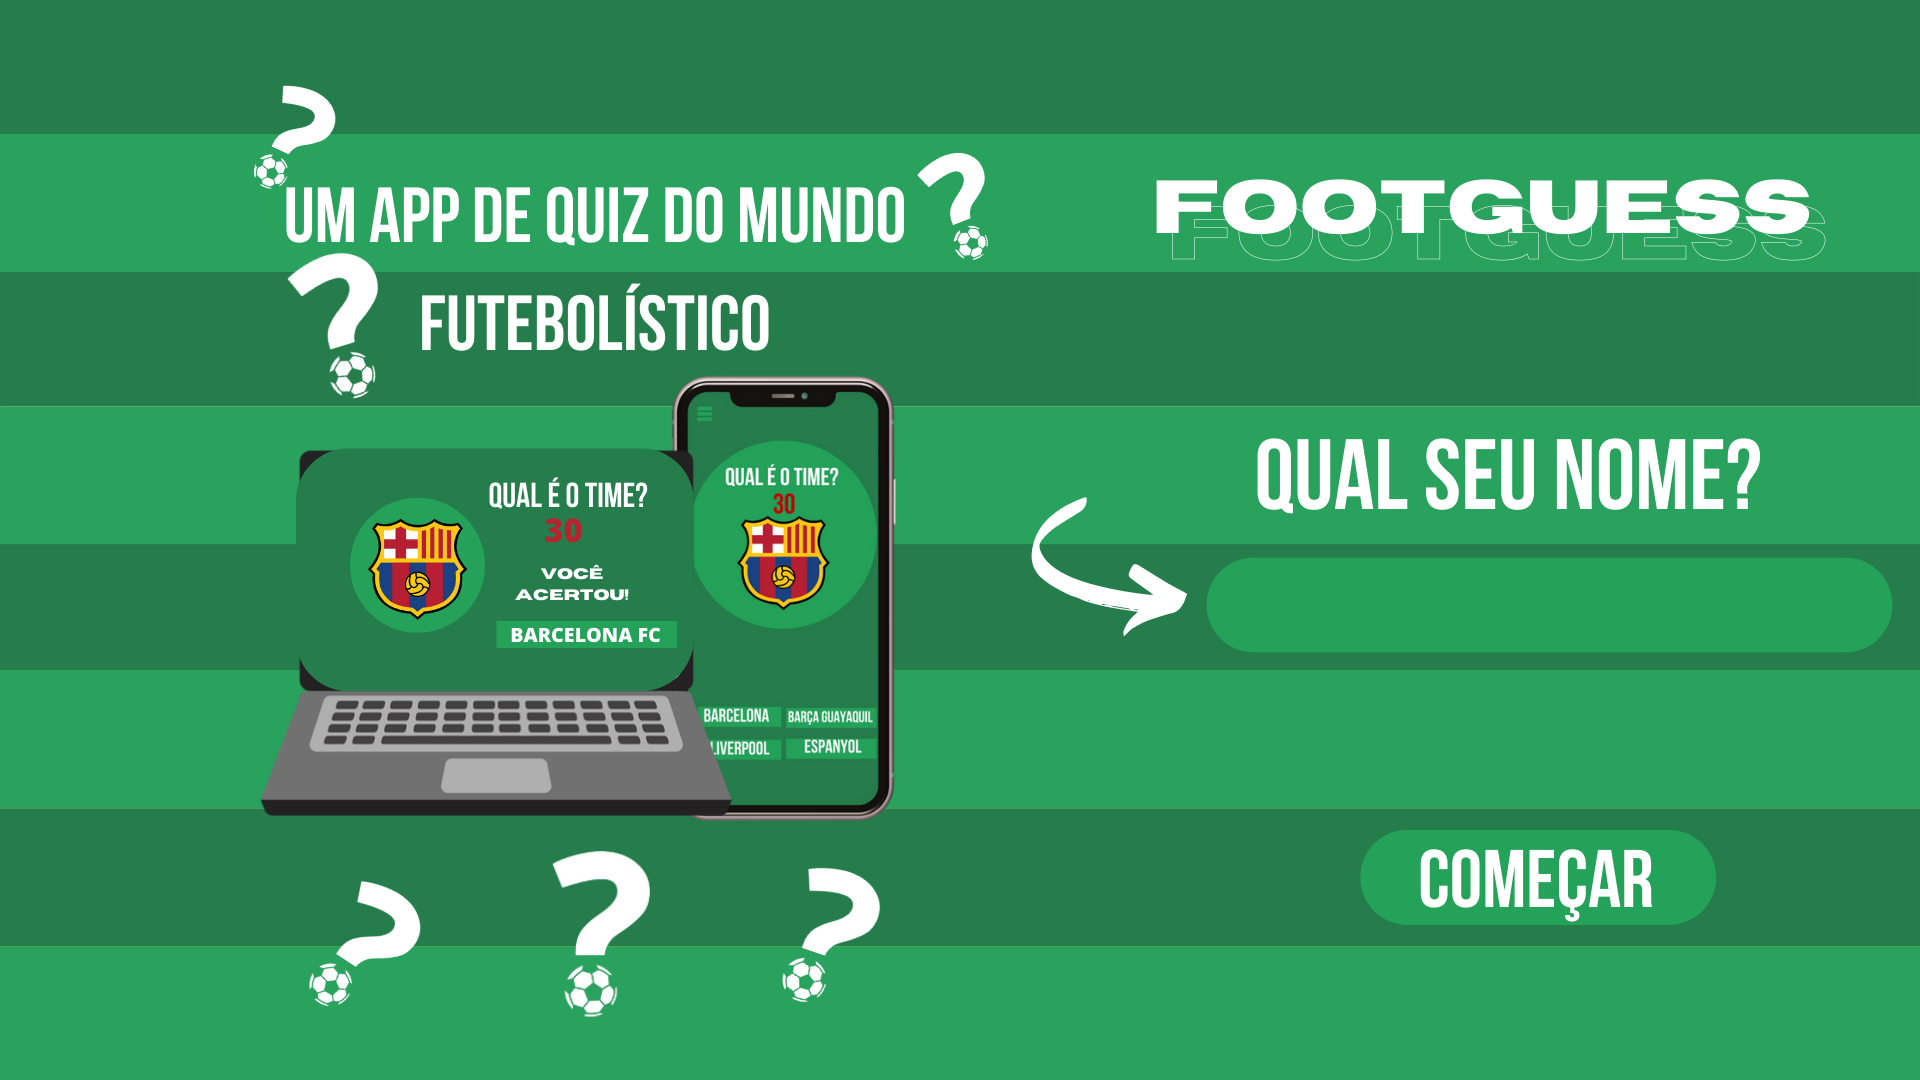 UM APP DE QUIZ DO MUNDO
FUTEBOLÍSTICO
QUAL É O TIME?
30
VOCÊ
ACERTOU!
BARCELONA FC
QUAL É O TIME?
30
BARCELONA
BARÇA GUAYAQUIL
LIVERPOOL
ESPANYOL
FOOTGUESS
FOOTGUESS
QUAL SEU NOME?
COMEÇAR